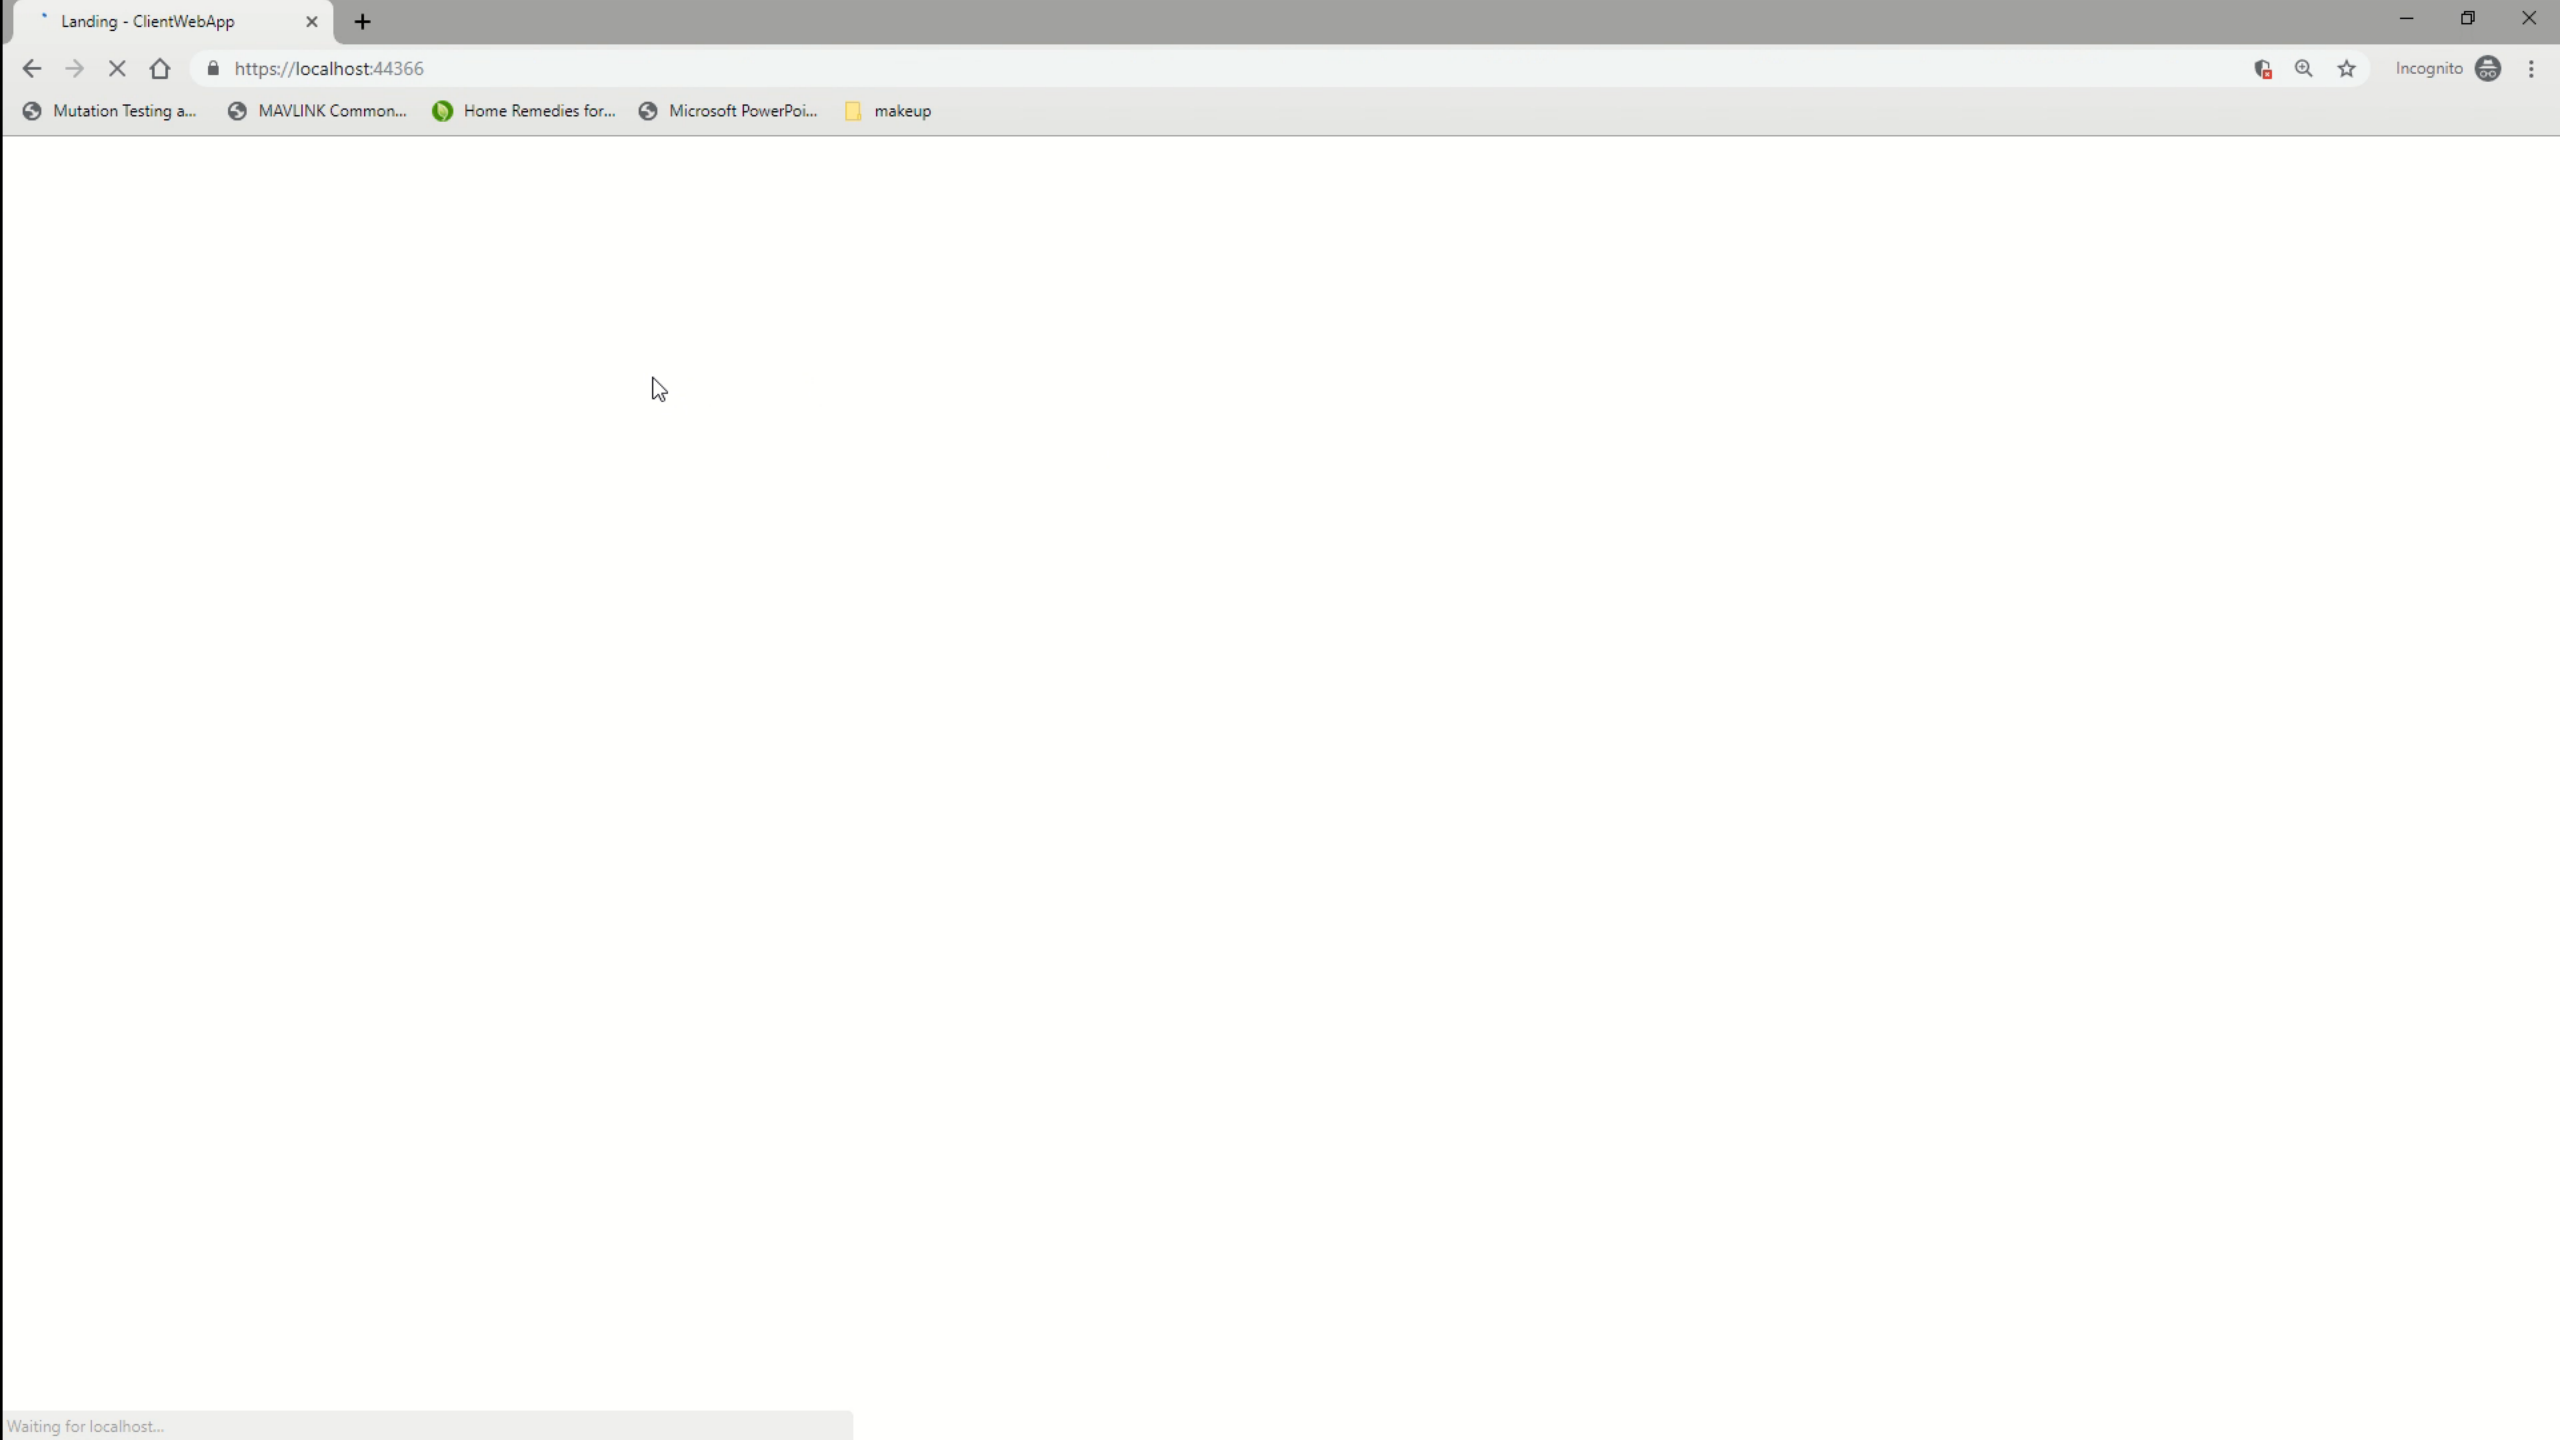 Landing - ClientWebApp
https://localhost:44366
Incognito
Mutation Testing a...
MAVLINK Common...
Home Remedies for...
Microsoft PowerPoi...
makeup
Waiting for localhost...